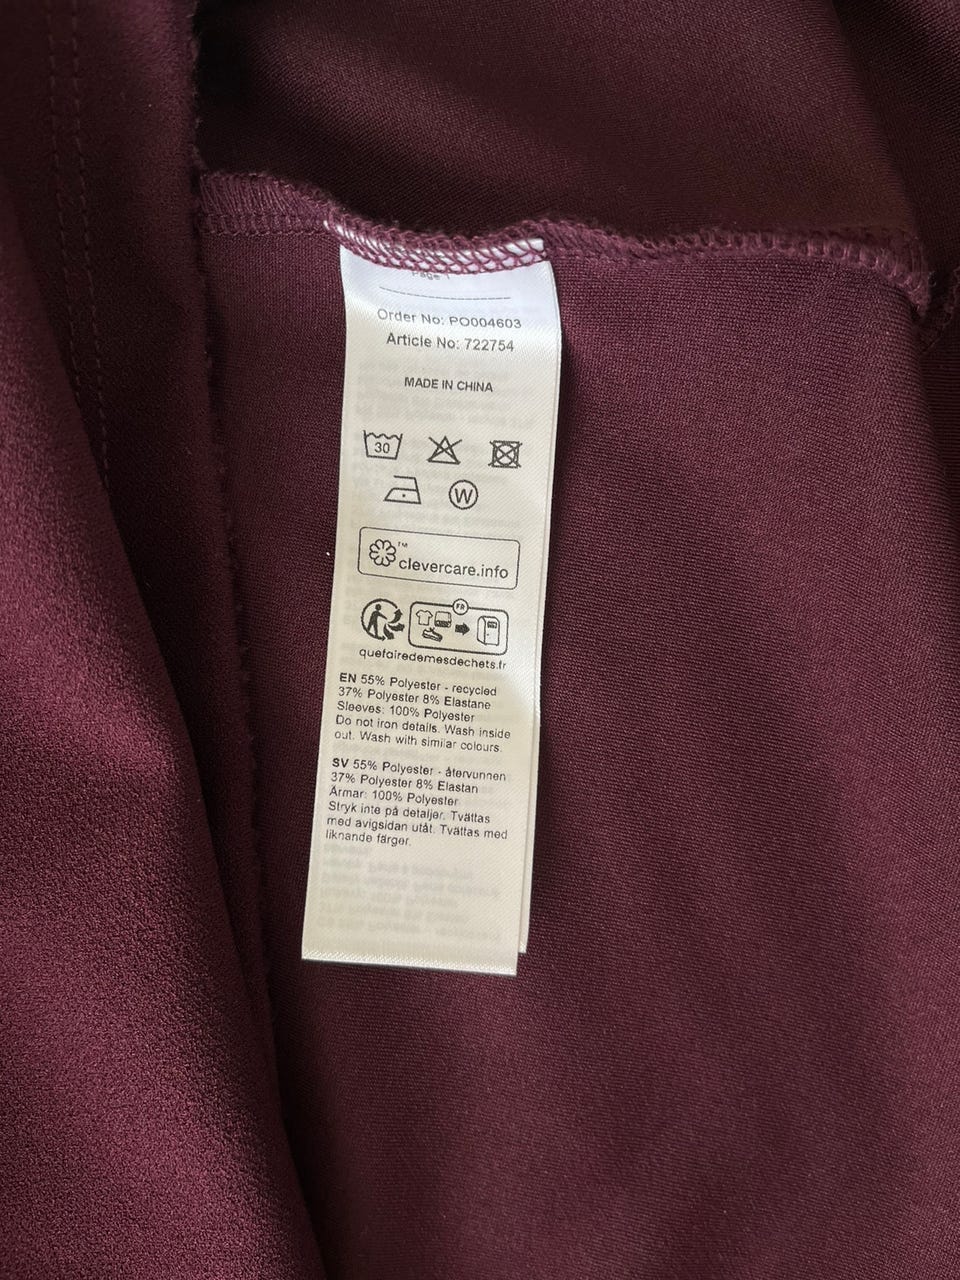 Page 1
Order No: PO004603
Article No: 722754
MADE IN CHINA
30
W
TM
clevercare.info
FR
quefairedemesdechets.fr
EN 55% Polyester - recycled
37% Polyester 8% Elastane
Sleeves: 100% Polyester
Do not iron details. Wash inside
out. Wash with similar colours.
SV 55% Polyester - återvunnen
37% Polyester 8% Elastan
Ärmar: 100% Polyester
Stryk inte på detaljer. Tvättas
med avigsidan utåt. Tvättas med
liknande färger.